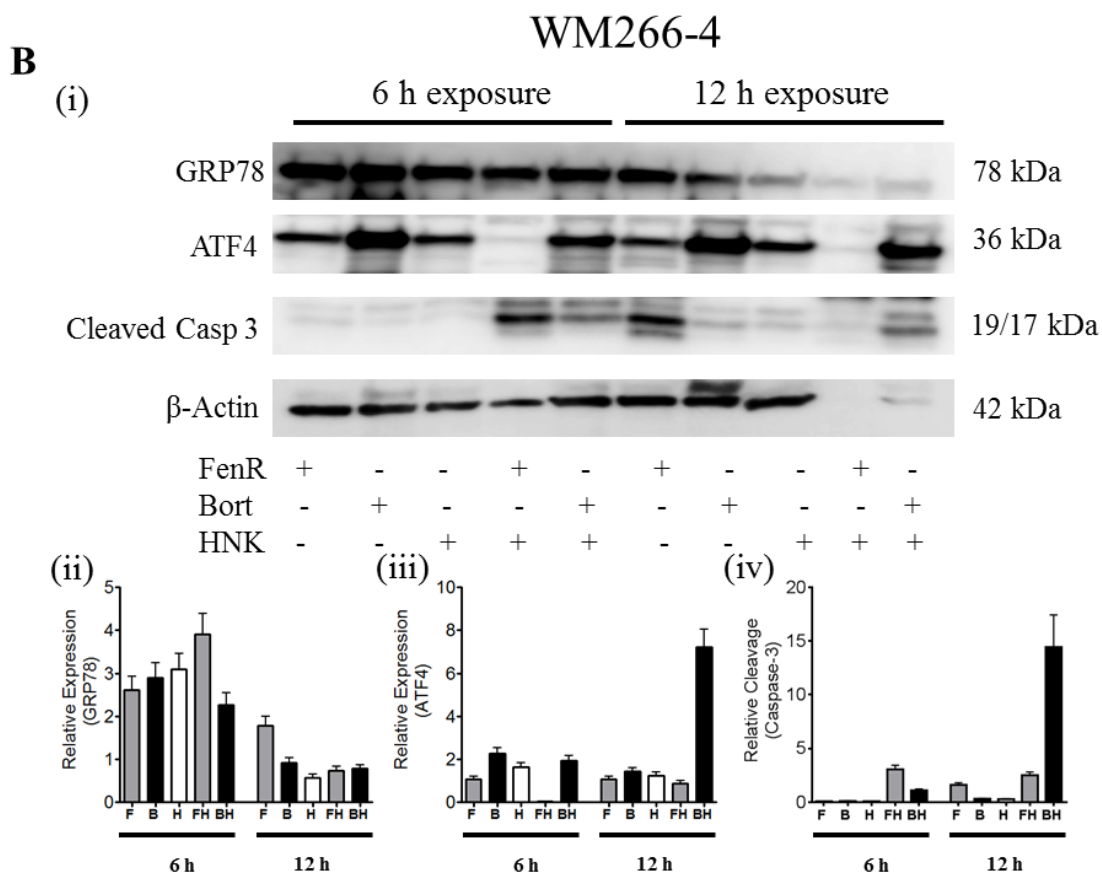 WM266-4
B
(i)
6 h exposure 12 h exposure
GRP78 78 kDa
ATF4 36 kDa
Cleaved Casp 3 19/17 kDa
β-Actin 42 kDa
FenR + - - + - + - - + -
Bort - + - - + - + - - +
HNK - - + + + - - + + +
(ii) (iii) (iv)
Relative Expression
(GRP78)
5
4
3
2
1
0
F B H FH BH F B H FH BH
6 h 12 h
Relative Expression
(ATF4)
10
8
6
4
2
0
F B H FH BH F B H FH BH
6 h 12 h
Relative Cleavage
(Caspase-3)
20
15
10
5
0
F B H FH BH F B H FH BH
6 h 12 h